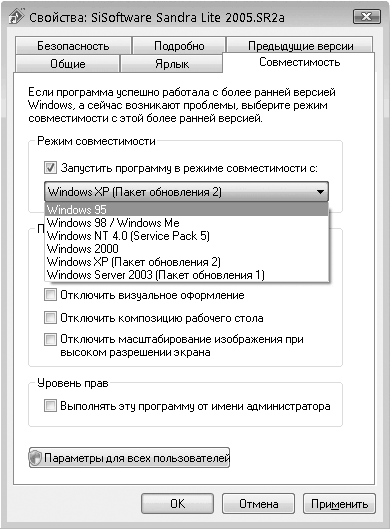 Свойства: SiSoftware Sandra Lite 2005.SR2a
Безопасность Подробно Предыдущие версии
Общие Ярлык Совместимость
Если программа успешно работала с более ранней версией
Windows, а сейчас возникают проблемы, выберите режим
совместимости с этой более ранней версией.
Режим совместимости
Запустить программу в режиме совместимости с:
Windows XP (Пакет обновления 2)
Windows 95
Windows 98 / Windows Me
Windows NT 4.0 (Service Pack 5)
Windows 2000
Windows XP (Пакет обновления 2)
Windows Server 2003 (Пакет обновления 1)
Отключить визуальное оформление
Отключить композицию рабочего стола
Отключить масштабирование изображения при
высоком разрешении экрана
Уровень прав
Выполнять эту программу от имени администратора
Параметры для всех пользователей
OK Отмена Применить